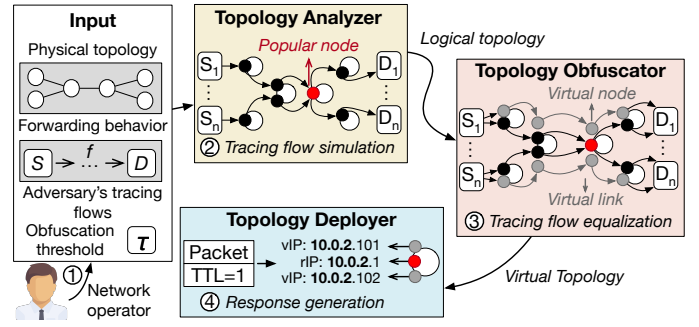 Input
Physical topology
Forwarding behavior
S f ... D
Adversary's tracing
flows
Obfuscation
threshold τ
①
Network
operator
Topology Analyzer
Popular node
S1 D1
⋮ ⋮
Sn Dn
② Tracing flow simulation
Logical topology
Topology Obfuscator
Virtual node
S1 D1
⋮ ⋮
Sn Dn
Virtual link
③ Tracing flow equalization
Virtual Topology
Topology Deployer
Packet
TTL=1
vIP: 10.0.2.101
rIP: 10.0.2.1
vIP: 10.0.2.102
④ Response generation